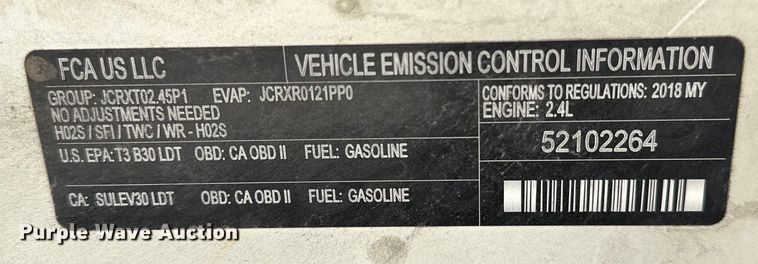 FCA US LLC
VEHICLE EMISSION CONTROL INFORMATION
GROUP: JCRXT02.45P1 EVAP: JCRXR0121PP0
NO ADJUSTMENTS NEEDED
H02S / SFI / TWC / WR - H02S
CONFORMS TO REGULATIONS: 2018 MY
ENGINE: 2.4L
U.S. EPA: T3 B30 LDT OBD: CA OBD II FUEL: GASOLINE
52102264
CA: SULEV30 LDT OBD: CA OBD II FUEL: GASOLINE
Purple Wave Auction